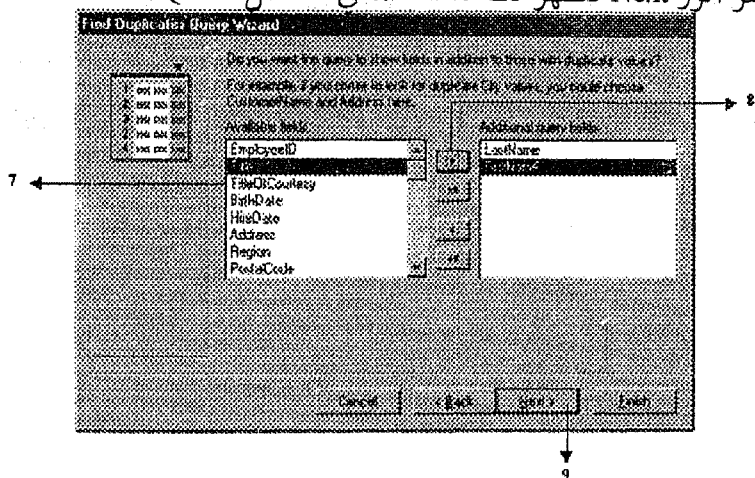 Find Duplicates Query Wizard
Do you want the query to show fields in addition to those with duplicate values?
For example, if you chose to look for duplicate City values, you could choose
CustomerName and Address here.
Available fields:
Additional query fields:
EmployeeID
TitleOfCourtesy
BirthDate
HireDate
Address
Region
PostalCode
LastName
>
>>
<
<<
Cancel
< Back
Next >
Finish
7
8
9